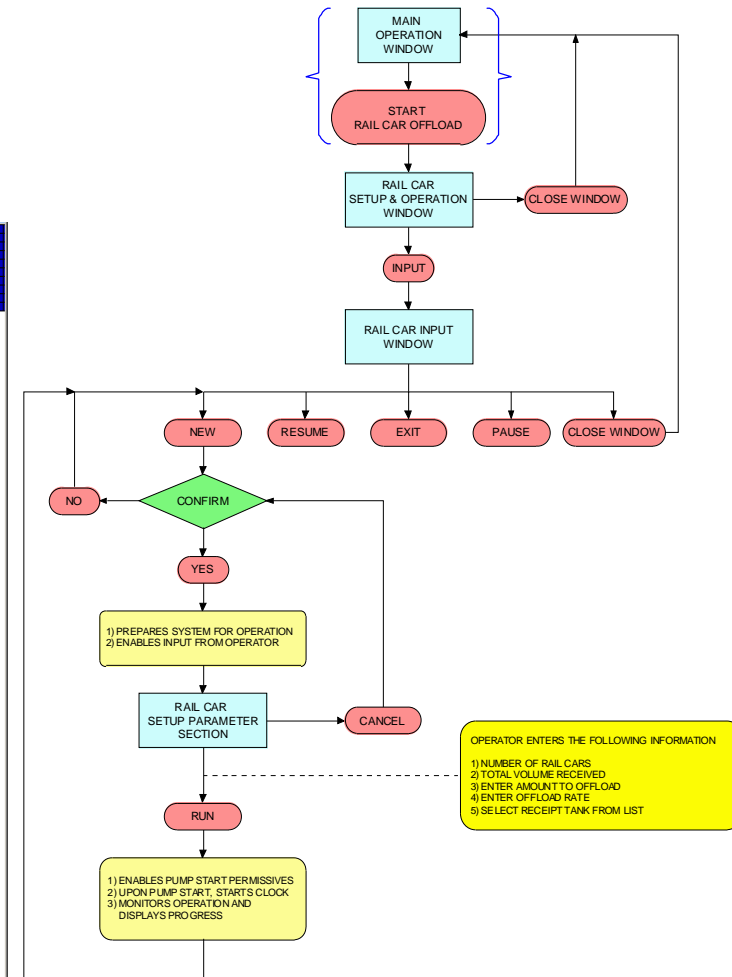 MAIN
OPERATION
WINDOW
START
RAIL CAR OFFLOAD
RAIL CAR
SETUP & OPERATION
WINDOW
CLOSE WINDOW
INPUT
RAIL CAR INPUT
WINDOW
NEW
RESUME
EXIT
PAUSE
CLOSE WINDOW
NO
CONFIRM
YES
1) PREPARES SYSTEM FOR OPERATION
2) ENABLES INPUT FROM OPERATOR
RAIL CAR
SETUP PARAMETER
SECTION
CANCEL
OPERATOR ENTERS THE FOLLOWING INFORMATION
1) NUMBER OF RAIL CARS
2) TOTAL VOLUME RECEIVED
3) ENTER AMOUNT TO OFFLOAD
4) ENTER OFFLOAD RATE
5) SELECT RECEIPT TANK FROM LIST
RUN
1) ENABLES PUMP START PERMISSIVES
2) UPON PUMP START, STARTS CLOCK
3) MONITORS OPERATION AND
DISPLAYS PROGRESS